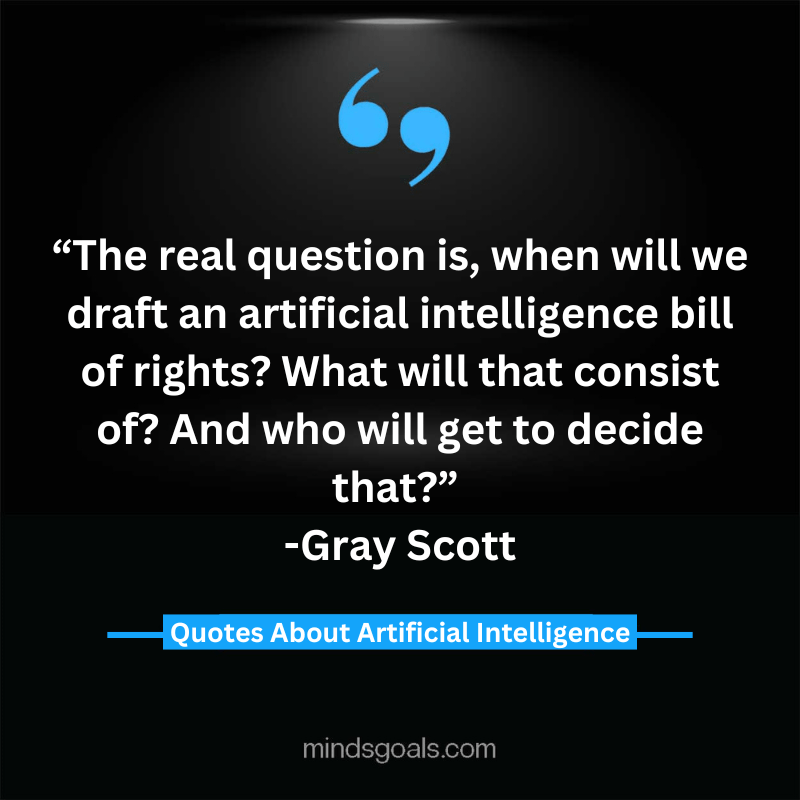 “The real question is, when will we
draft an artificial intelligence bill
of rights? What will that consist
of? And who will get to decide
that?”
-Gray Scott
Quotes About Artificial Intelligence
mindsgoals.com